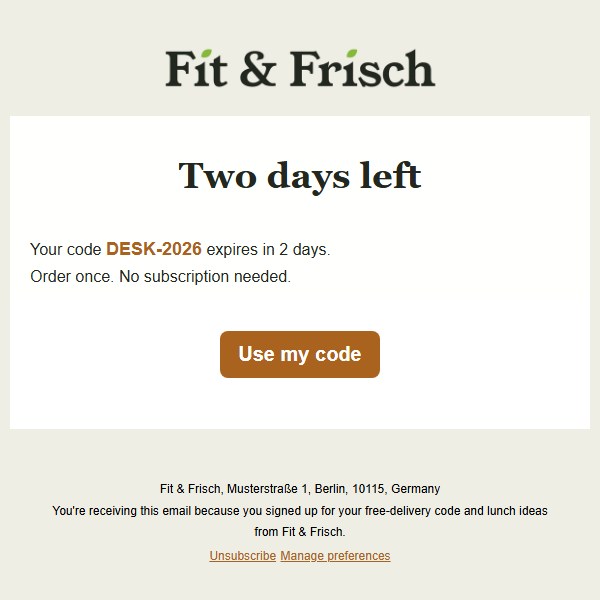 Fit & Frisch
Two days left
Your code DESK-2026 expires in 2 days.
Order once. No subscription needed.
Use my code
Fit & Frisch, Musterstraße 1, Berlin, 10115, Germany
You're receiving this email because you signed up for your free-delivery code and lunch ideas
from Fit & Frisch.
Unsubscribe Manage preferences